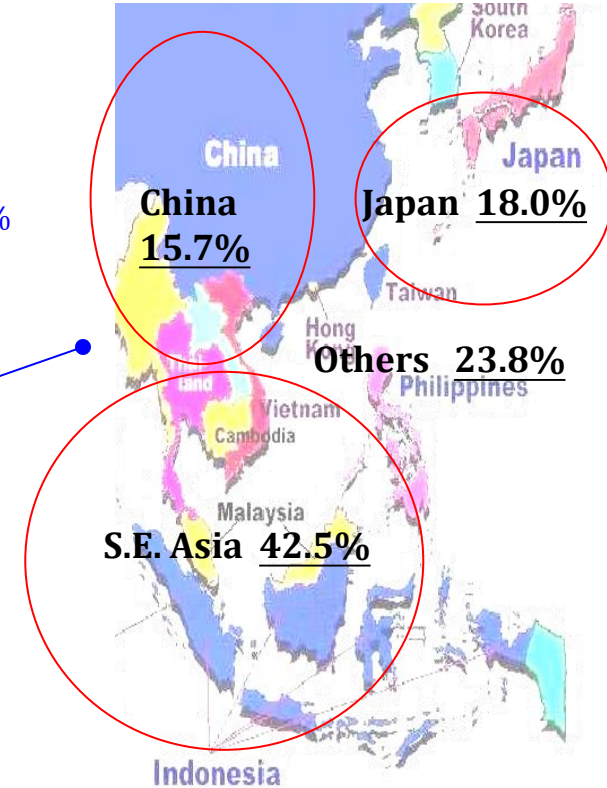 South
Korea
China
Japan
China
15.7%
Japan 18.0%
%
Taiwan
Hong
Others 23.8%
land
Philippines
Vietnam
Cambodia
Malaysia
S.E. Asia 42.5%
Indonesia